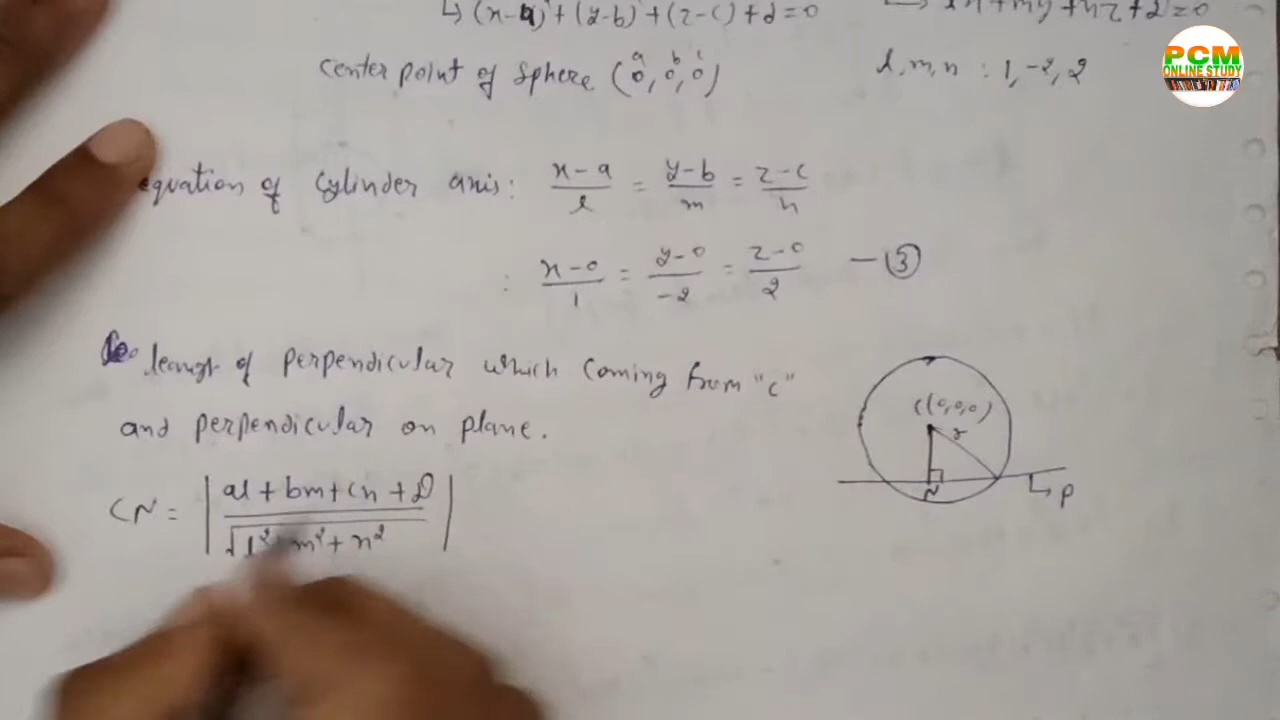 ↳ (x-a) + (y-b) + (z-c) + d = 0
center point of sphere (0, 0, 0)
a b c
l, m, n : 1, -2, 2
PCM
ONLINE STUDY
equation of cylinder axis : x-a/l = y-b/m = z-c/n
: x-0/1 = y-0/-2 = z-0/2 — ③
leangt of perpendicular which coming from "c"
and perpendicular on plane.
C(0,0,0)
r
N
P
CN = | al + bm + cn + D / √l² + m² + n² |